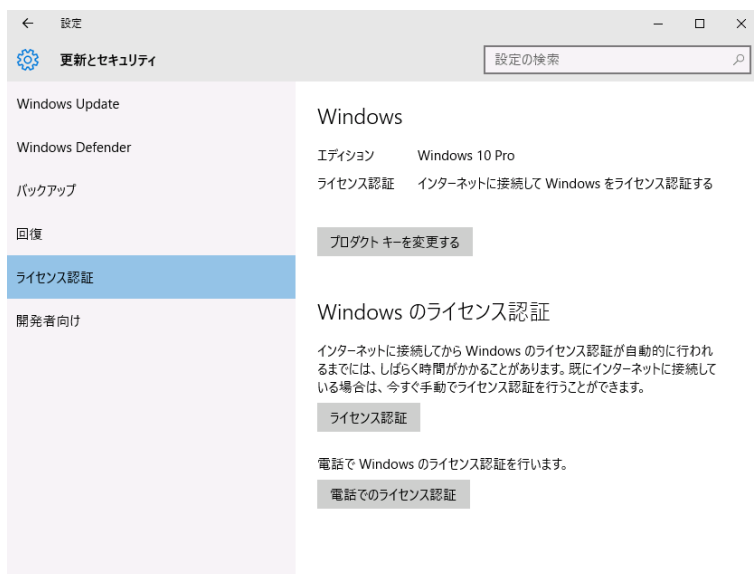 設定
更新とセキュリティ
設定の検索
Windows Update
Windows Defender
バックアップ
回復
ライセンス認証
開発者向け
Windows
エディション Windows 10 Pro
ライセンス認証 インターネットに接続して Windows をライセンス認証する
プロダクト キーを変更する
Windows のライセンス認証
インターネットに接続してから Windows のライセンス認証が自動的に行われ
るまでには、しばらく時間がかかることがあります。既にインターネットに接続して
いる場合は、今すぐ手動でライセンス認証を行うことができます。
ライセンス認証
電話で Windows のライセンス認証を行います。
電話でのライセンス認証